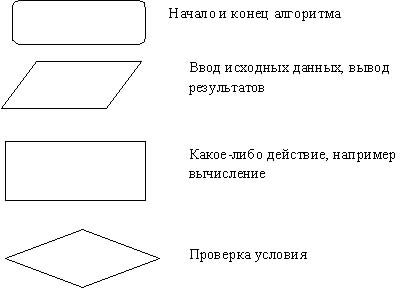 Начало и конец алгоритма
Ввод исходных данных, вывод
результатов
Какое-либо действие, например
вычисление
Проверка условия